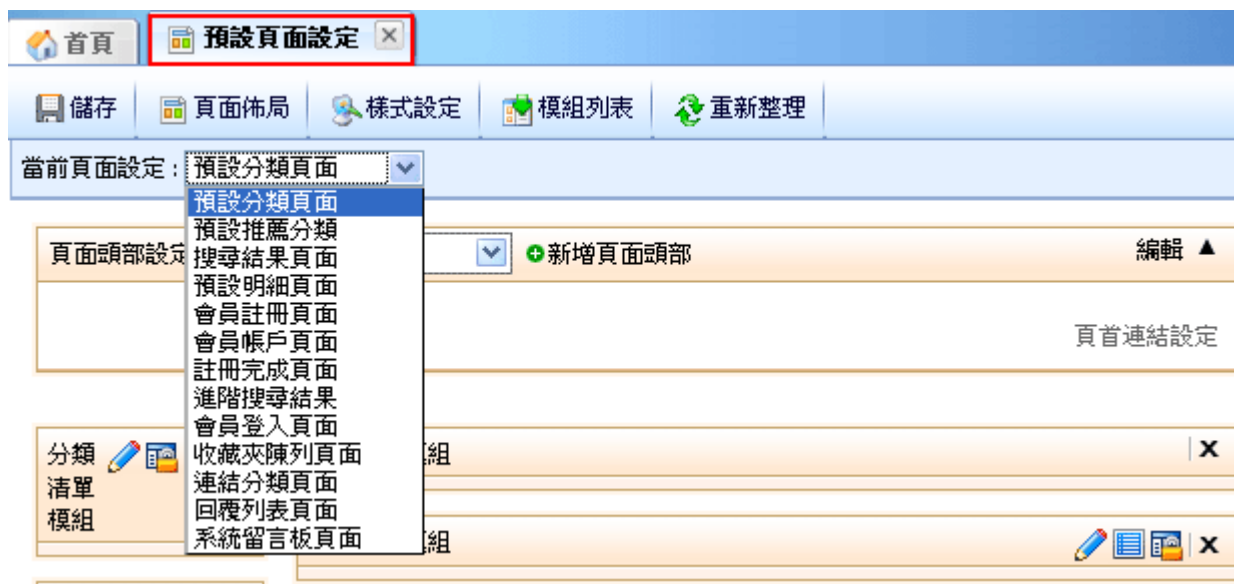 首頁 預設頁面設定
儲存 頁面佈局 樣式設定 模組列表 重新整理
當前頁面設定：預設分類頁面
預設分類頁面
預設推薦分類
頁面頭部設定 新增頁面頭部 編輯 ▲
搜尋結果頁面
預設明細頁面
會員註冊頁面
頁首連結設定
會員帳戶頁面
註冊完成頁面
進階搜尋結果
會員登入頁面
分類 收藏夾陳列頁面 組
清單 連結分類頁面
模組 回覆列表頁面
系統留言板頁面 組